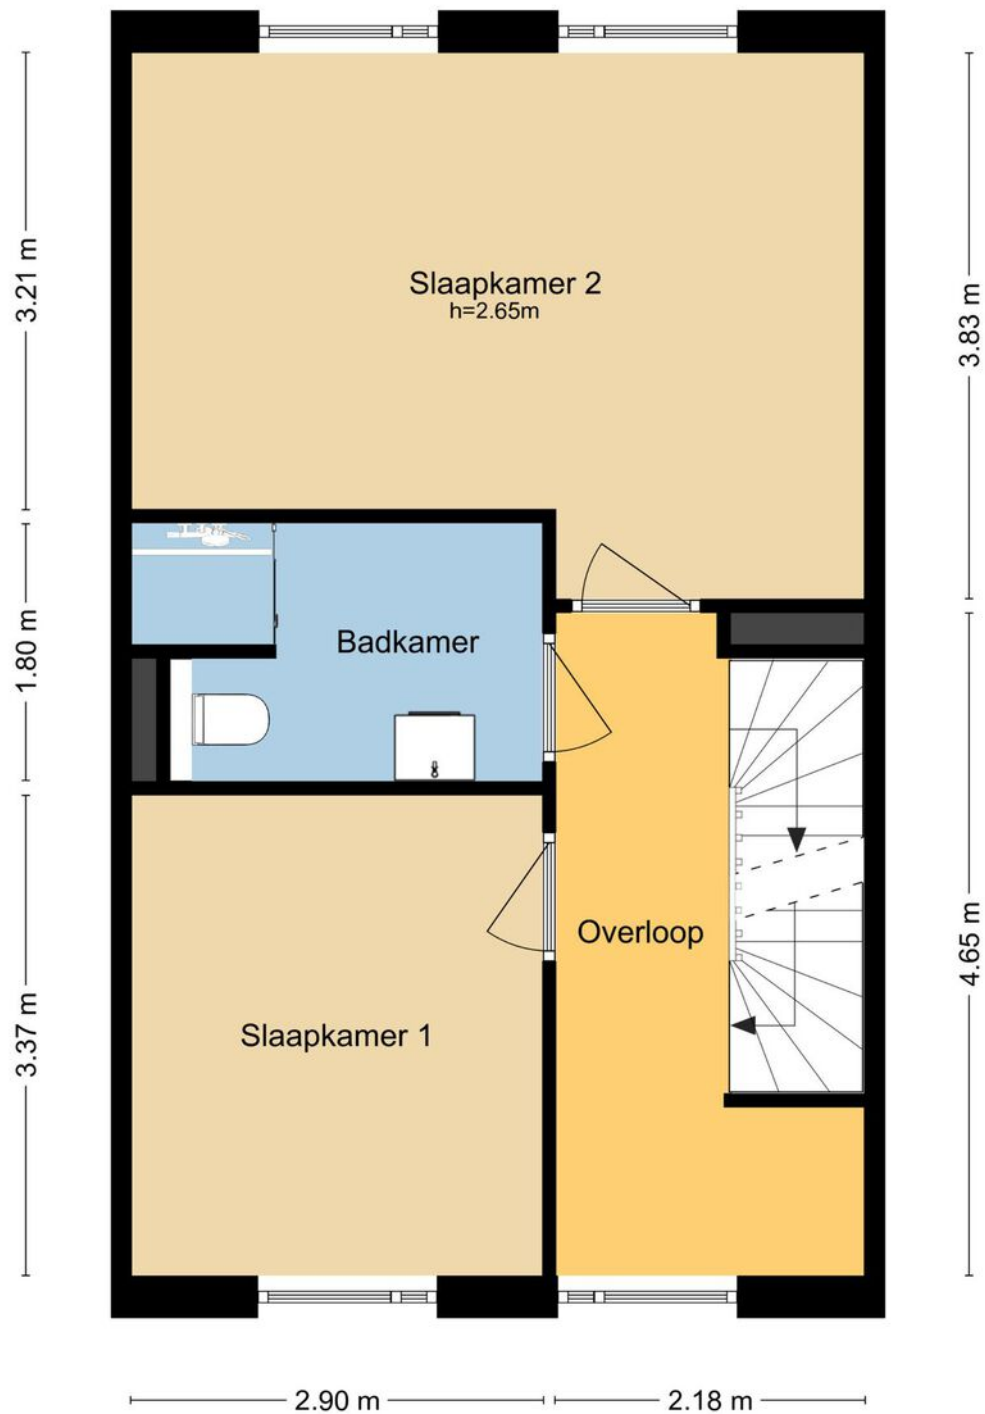 Slaapkamer 2
h=2.65m
3.21 m
3.83 m
Badkamer
1.80 m
Overloop
4.65 m
Slaapkamer 1
3.37 m
2.90 m
2.18 m